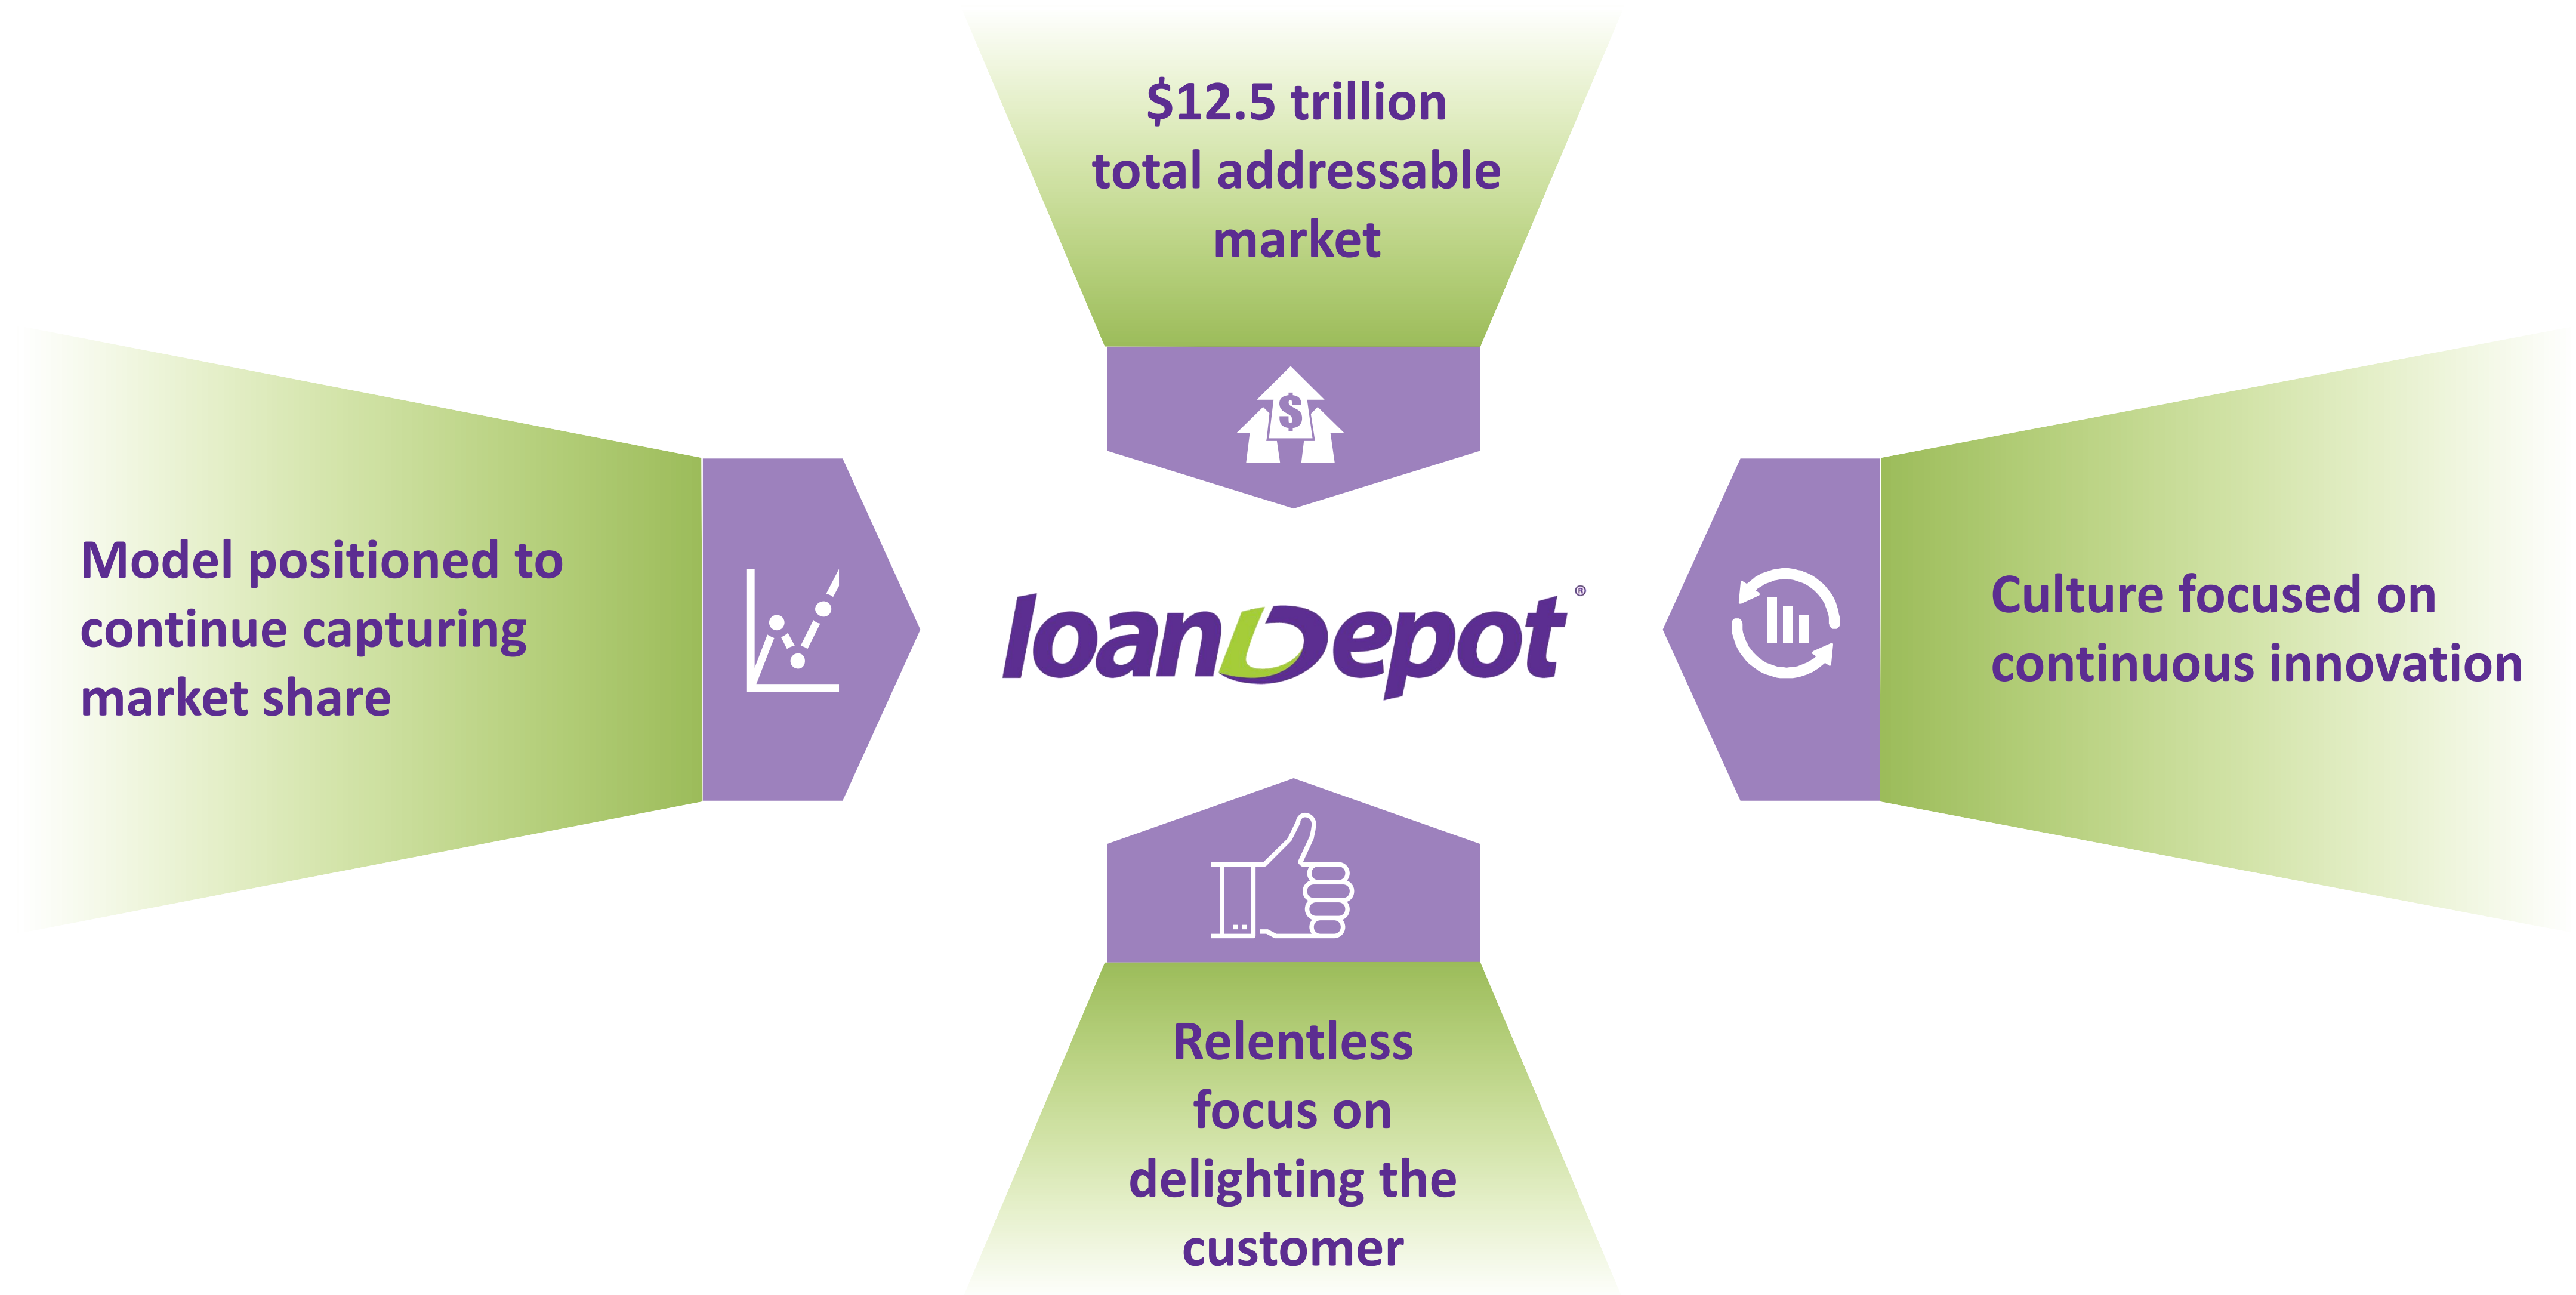 $12.5 trillion
total addressable
market
$
Model positioned to
continue capturing
market share
loanDepot®
Culture focused on
continuous innovation
Relentless
focus on
delighting the
customer